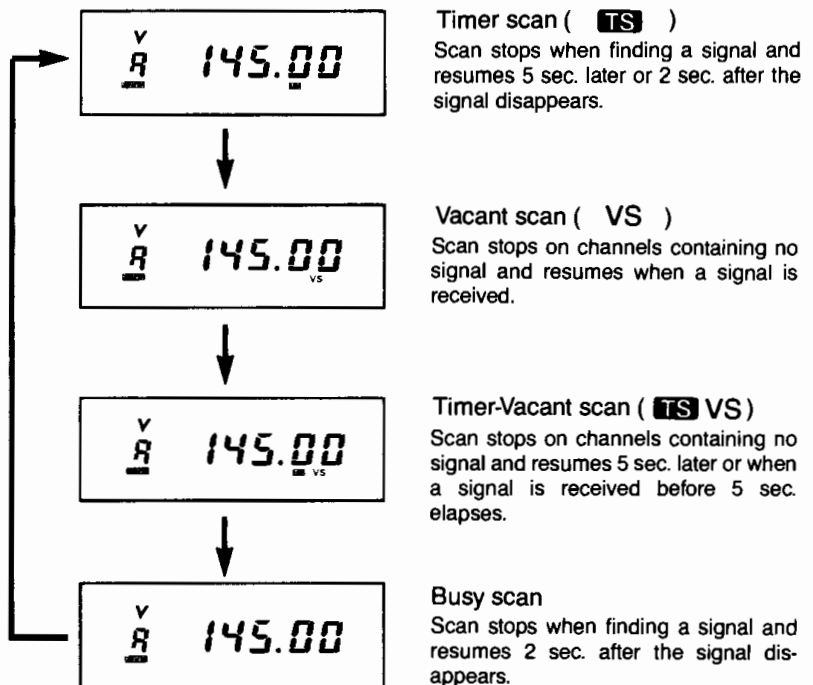 Timer scan ( TS )
V
A 145.00
Scan stops when finding a signal and
resumes 5 sec. later or 2 sec. after the
signal disappears.
Vacant scan ( VS )
V
A 145.00
VS
Scan stops on channels containing no
signal and resumes when a signal is
received.
Timer-Vacant scan ( TS VS )
V
A 145.00
VS
Scan stops on channels containing no
signal and resumes 5 sec. later or when
a signal is received before 5 sec.
elapses.
Busy scan
V
A 145.00
Scan stops when finding a signal and
resumes 2 sec. after the signal dis-
appears.